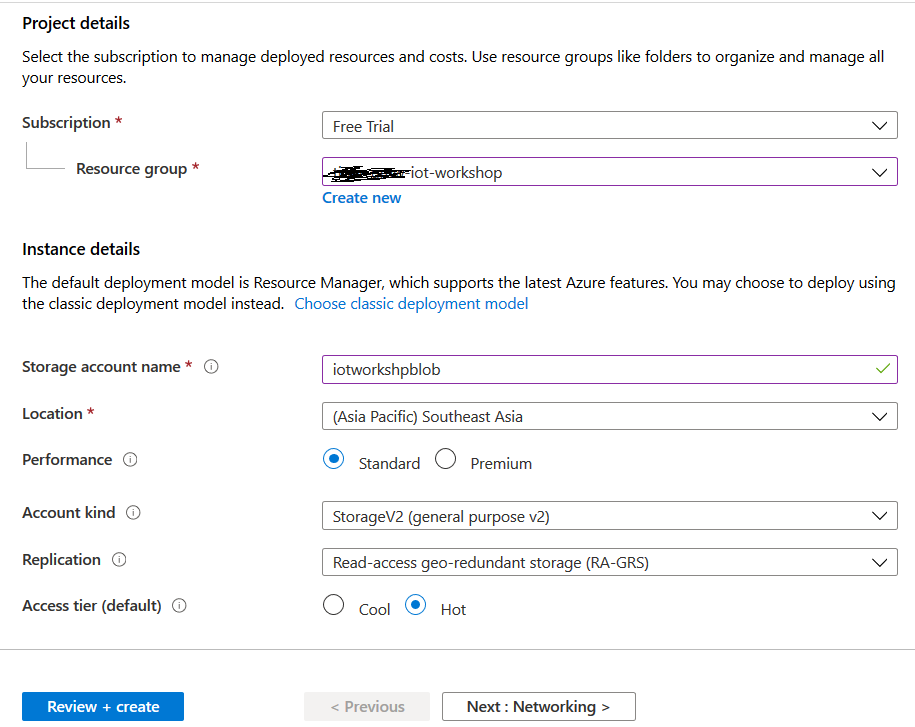 Project details
Select the subscription to manage deployed resources and costs. Use resource groups like folders to organize and manage all
your resources.
Subscription *
Free Trial
Resource group *
-iot-workshop
Create new
Instance details
The default deployment model is Resource Manager, which supports the latest Azure features. You may choose to deploy using
the classic deployment model instead. Choose classic deployment model
Storage account name *
iotworkshpblob
Location *
(Asia Pacific) Southeast Asia
Performance
Standard Premium
Account kind
StorageV2 (general purpose v2)
Replication
Read-access geo-redundant storage (RA-GRS)
Access tier (default)
Cool Hot
Review + create
< Previous
Next : Networking >